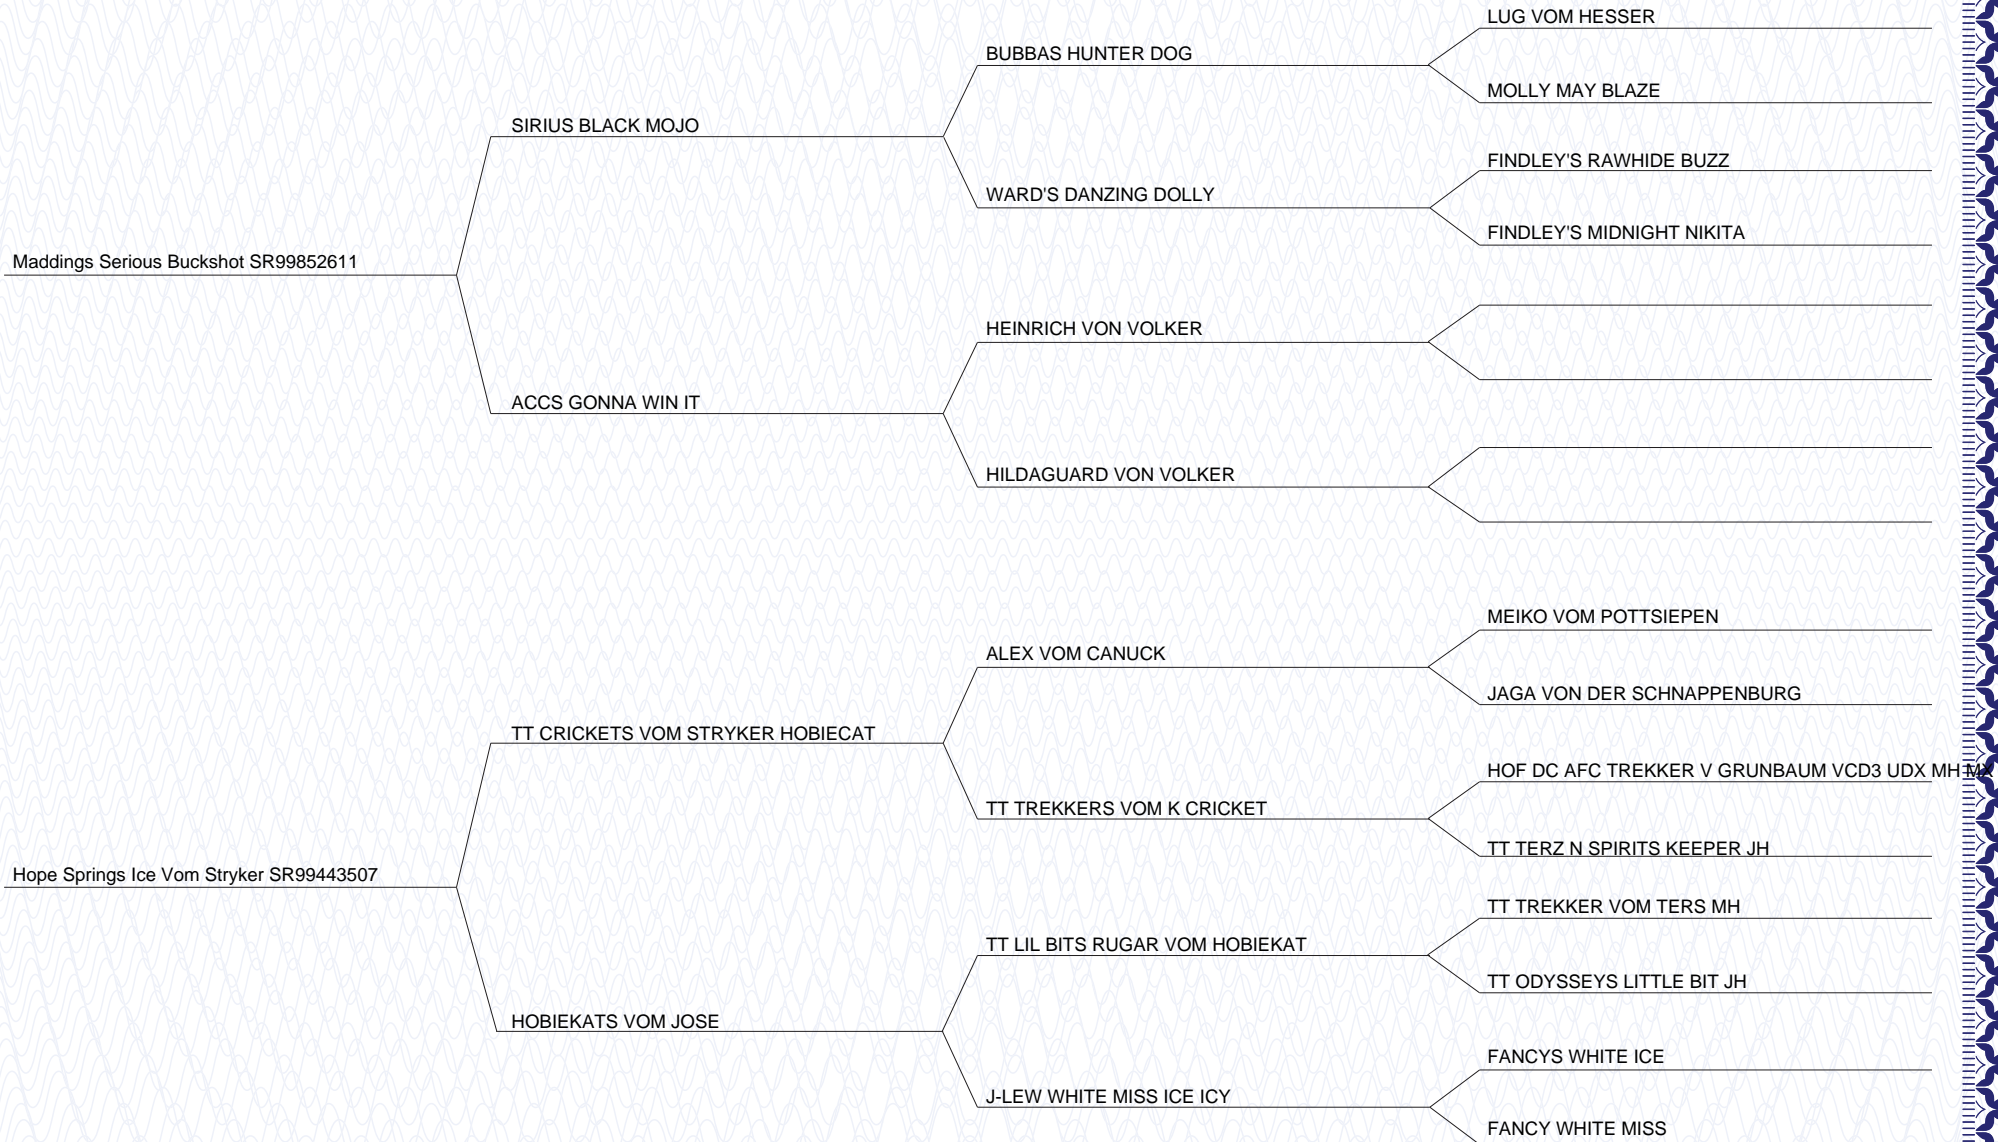 LUG VOM HESSER
BUBBAS HUNTER DOG
MOLLY MAY BLAZE
SIRIUS BLACK MOJO
FINDLEY'S RAWHIDE BUZZ
WARD'S DANZING DOLLY
FINDLEY'S MIDNIGHT NIKITA
Maddings Serious Buckshot SR99852611
HEINRICH VON VOLKER
ACCS GONNA WIN IT
HILDAGUARD VON VOLKER
MEIKO VOM POTTSIEPEN
ALEX VOM CANUCK
JAGA VON DER SCHNAPPENBURG
TT CRICKETS VOM STRYKER HOBIECAT
HOF DC AFC TREKKER V GRUNBAUM VCD3 UDX MH MX
TT TREKKERS VOM K CRICKET
TT TERZ N SPIRITS KEEPER JH
Hope Springs Ice Vom Stryker SR99443507
TT TREKKER VOM TERS MH
TT LIL BITS RUGAR VOM HOBIEKAT
TT ODYSSEYS LITTLE BIT JH
HOBIEKATS VOM JOSE
FANCYS WHITE ICE
J-LEW WHITE MISS ICE ICY
FANCY WHITE MISS